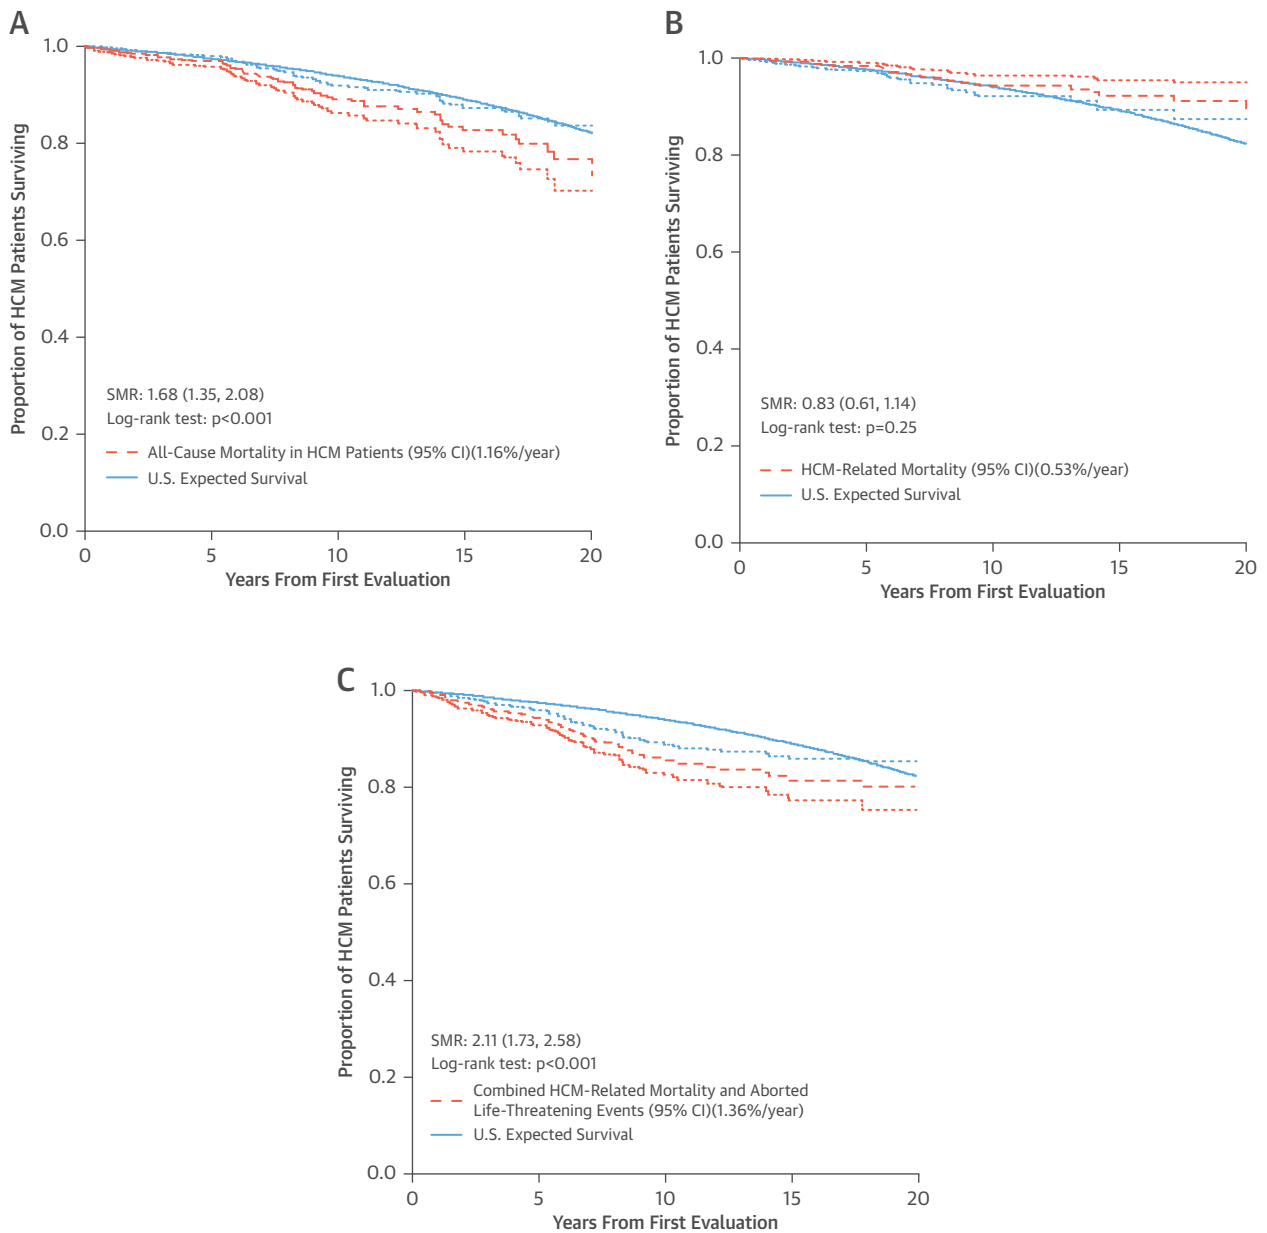 A
Proportion of HCM Patients Surviving
1.0
0.8
0.6
0.4
0.2
0.0
SMR: 1.68 (1.35, 2.08)
Log-rank test: p<0.001
All-Cause Mortality in HCM Patients (95% CI)(1.16%/year)
U.S. Expected Survival
0 5 10 15 20
Years From First Evaluation
B
Proportion of HCM Patients Surviving
1.0
0.8
0.6
0.4
0.2
0.0
SMR: 0.83 (0.61, 1.14)
Log-rank test: p=0.25
HCM-Related Mortality (95% CI)(0.53%/year)
U.S. Expected Survival
0 5 10 15 20
Years From First Evaluation
C
Proportion of HCM Patients Surviving
1.0
0.8
0.6
0.4
0.2
0.0
SMR: 2.11 (1.73, 2.58)
Log-rank test: p<0.001
Combined HCM-Related Mortality and Aborted
Life-Threatening Events (95% CI)(1.36%/year)
U.S. Expected Survival
0 5 10 15 20
Years From First Evaluation